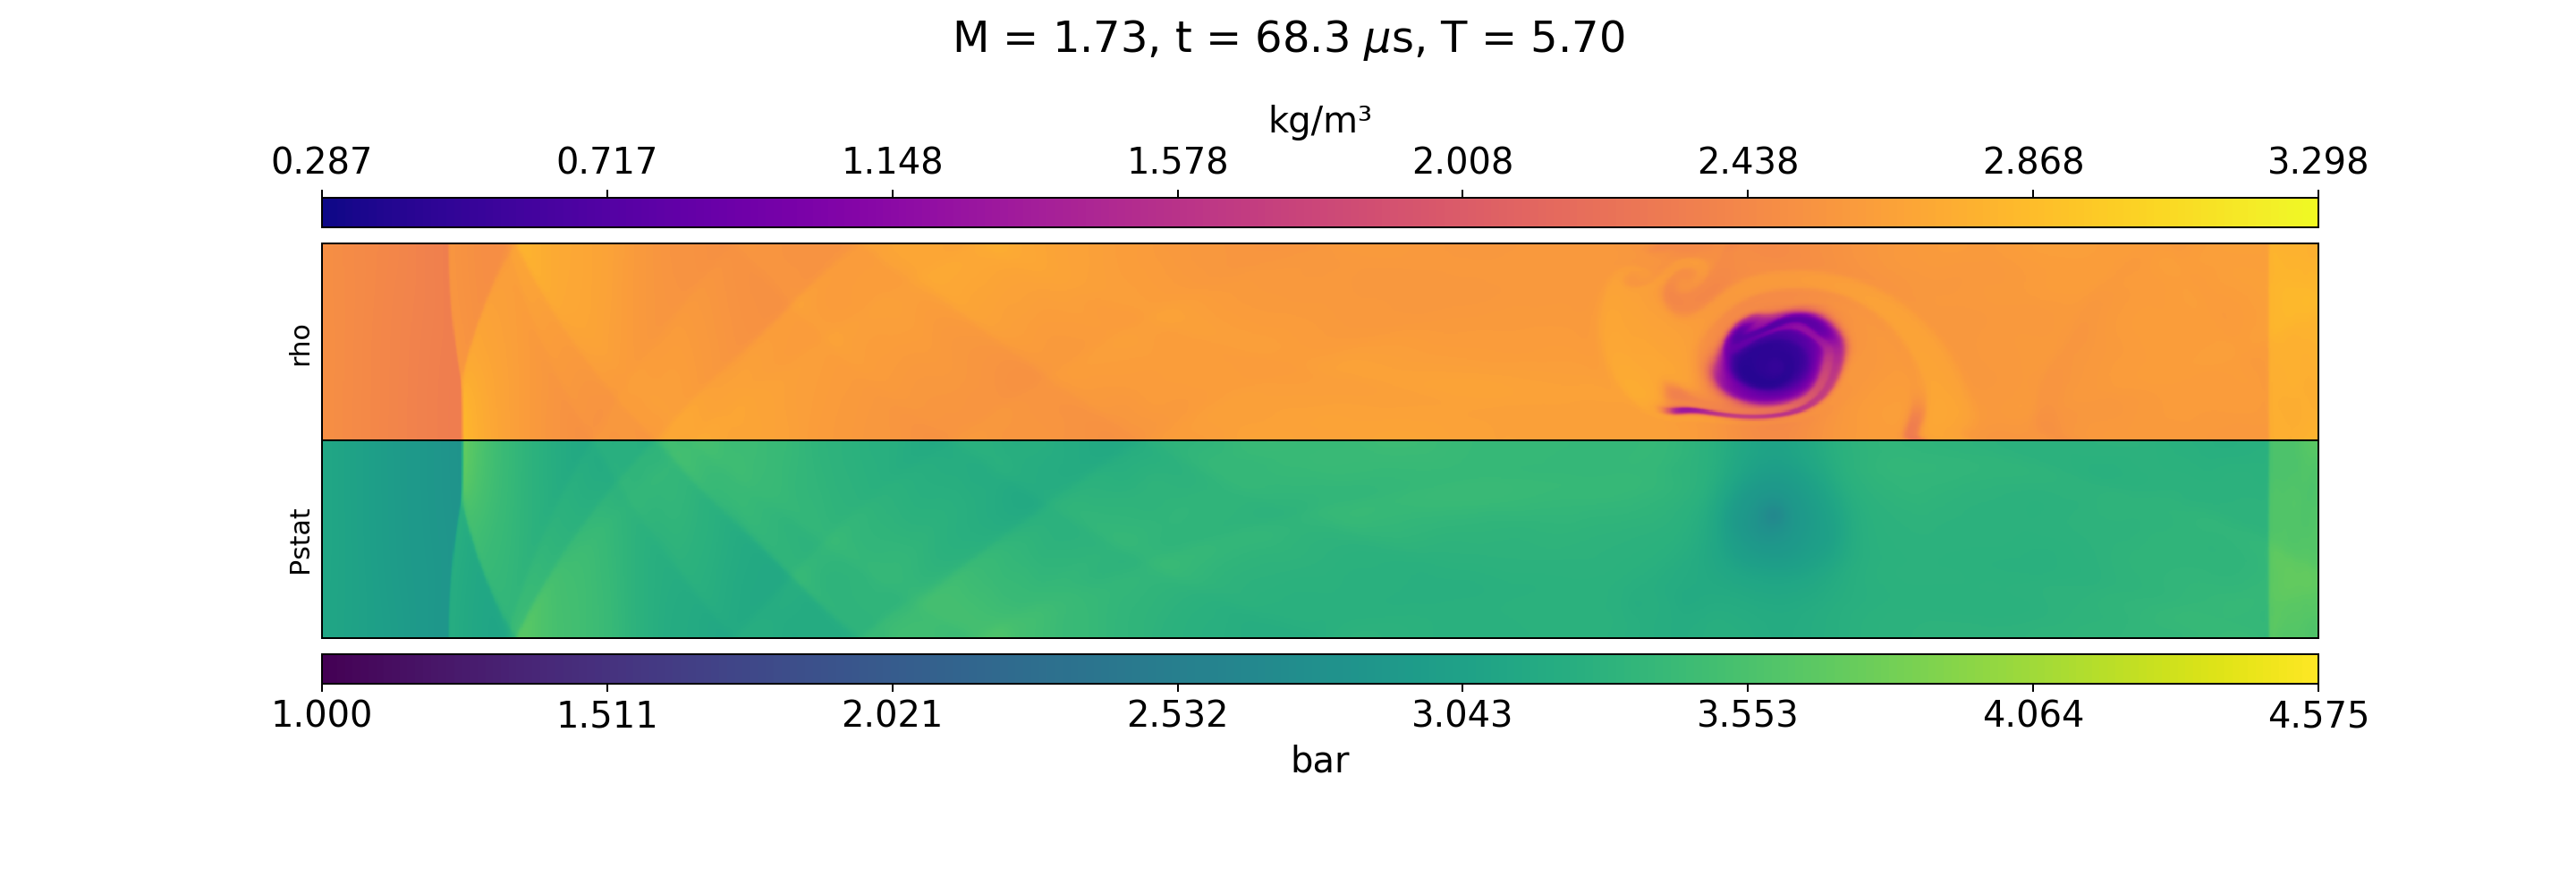 M = 1.73, t = 68.3 μs, T = 5.70
kg/m³
0.287 0.717 1.148 1.578 2.008 2.438 2.868 3.298
rho
Pstat
1.000 1.511 2.021 2.532 3.043 3.553 4.064 4.575
bar